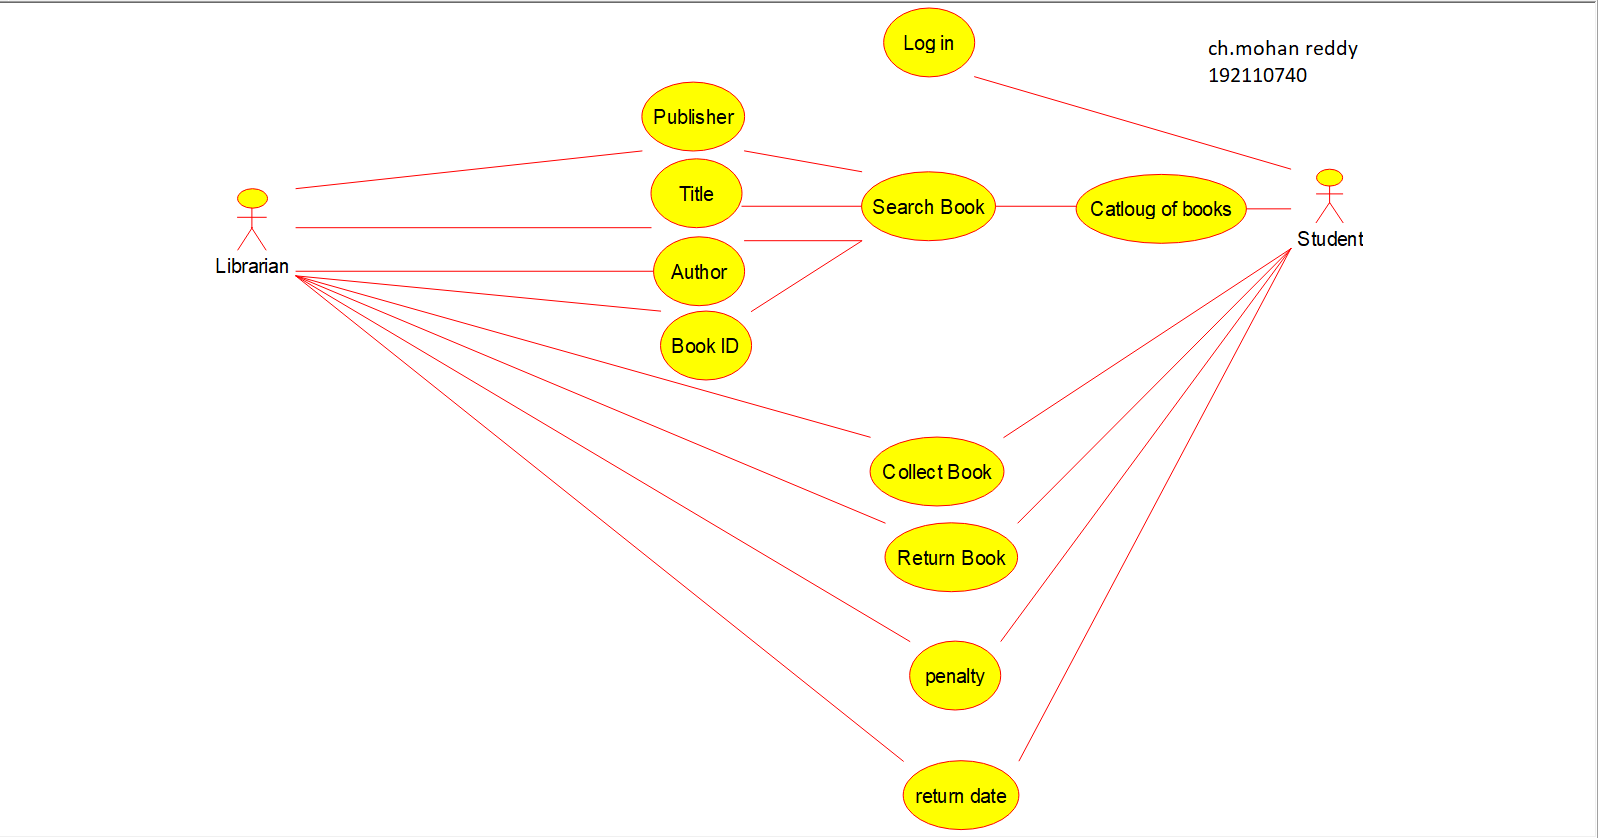 Log in
ch.mohan reddy
192110740
Publisher
Title
Search Book
Catloug of books
Student
Librarian
Author
Book ID
Collect Book
Return Book
penalty
return date